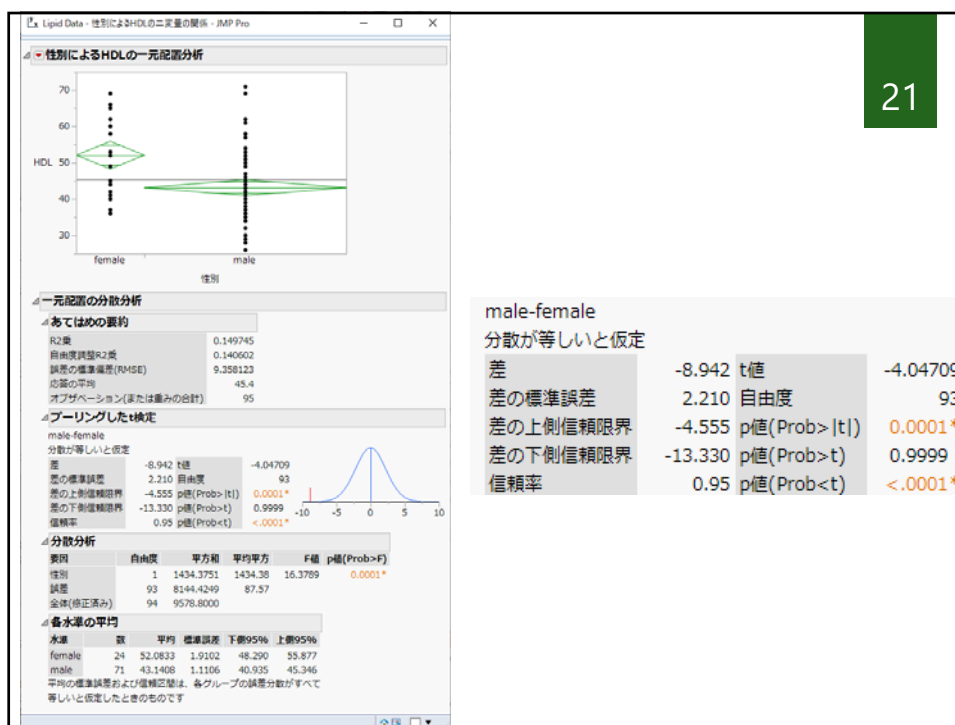 Lipid Data - 性別によるHDLの二変量の関係 - JMP Pro
性別によるHDLの一元配置分析
70
60
HDL 50
40
30
female male
性別
一元配置の分散分析
あてはめの要約
R2乗 0.149745
自由度調整R2乗 0.140602
誤差の標準偏差(RMSE) 9.358123
応答の平均 45.4
オブザベーション(または重みの合計) 95
プーリングしたt検定
male-female
分散が等しいと仮定
差 -8.942 t値 -4.04709
差の標準誤差 2.210 自由度 93
差の上側信頼限界 -4.555 p値(Prob>|t|) 0.0001*
差の下側信頼限界 -13.330 p値(Prob>t) 0.9999
信頼率 0.95 p値(Prob<t) <.0001*
-10 -5 0 5 10
分散分析
要因 自由度 平方和 平均平方 F値 p値(Prob>F)
性別 1 1434.3751 1434.38 16.3789 0.0001*
誤差 93 8144.4249 87.57
全体(修正済み) 94 9578.8000
各水準の平均
水準 数 平均 標準誤差 下側95% 上側95%
female 24 52.0833 1.9102 48.290 55.877
male 71 43.1408 1.1106 40.935 45.346
平均の標準誤差および信頼区間は、各グループの誤差分散がすべて
等しいと仮定したときのものです
21
male-female
分散が等しいと仮定
差 -8.942 t値 -4.04709
差の標準誤差 2.210 自由度 93
差の上側信頼限界 -4.555 p値(Prob>|t|) 0.0001*
差の下側信頼限界 -13.330 p値(Prob>t) 0.9999
信頼率 0.95 p値(Prob<t) <.0001*